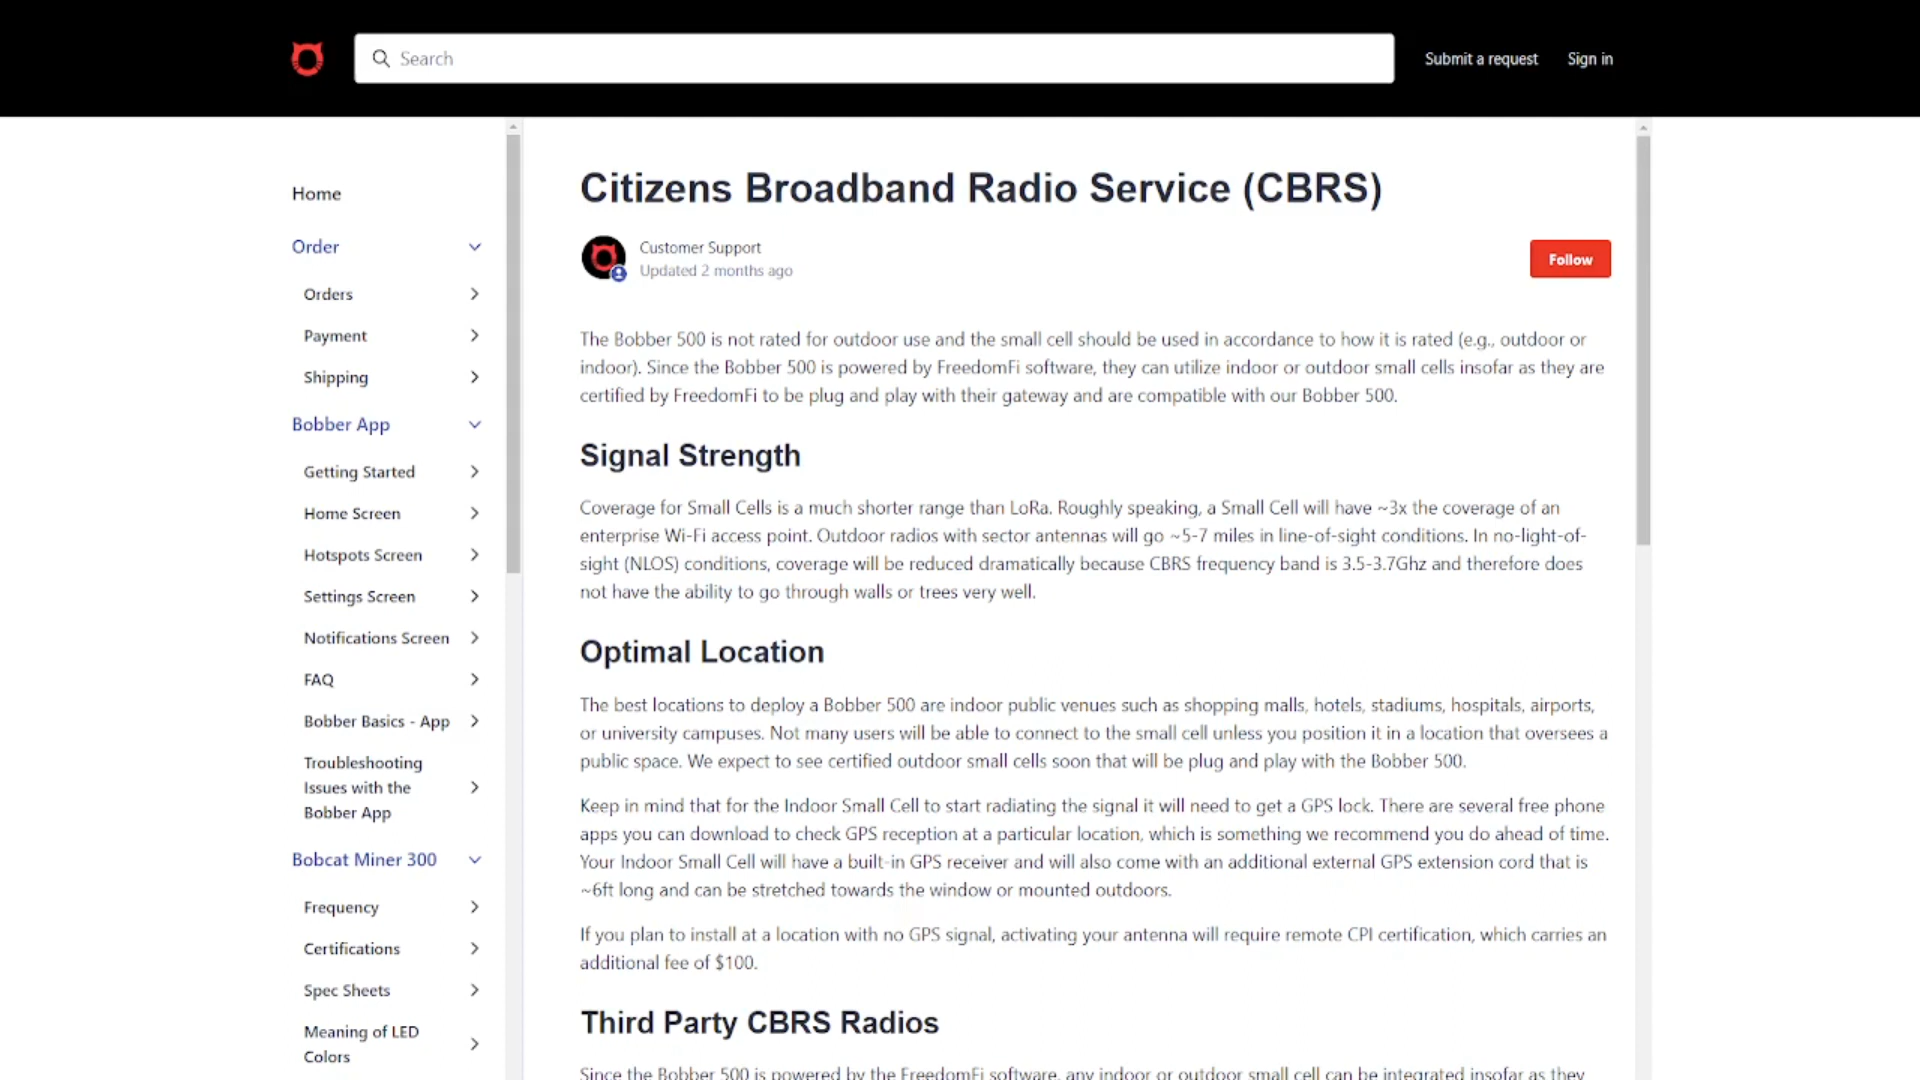 Search
Submit a request
Sign in
Home
Order
Orders
Payment
Shipping
Bobber App
Getting Started
Home Screen
Hotspots Screen
Settings Screen
Notifications Screen
FAQ
Bobber Basics - App
Troubleshooting
Issues with the
Bobber App
Bobcat Miner 300
Frequency
Certifications
Spec Sheets
Meaning of LED
Colors
Citizens Broadband Radio Service (CBRS)
Customer Support
Updated 2 months ago
Follow
The Bobber 500 is not rated for outdoor use and the small cell should be used in accordance to how it is rated (e.g., outdoor or
indoor). Since the Bobber 500 is powered by FreedomFi software, they can utilize indoor or outdoor small cells insofar as they are
certified by FreedomFi to be plug and play with their gateway and are compatible with our Bobber 500.
Signal Strength
Coverage for Small Cells is a much shorter range than LoRa. Roughly speaking, a Small Cell will have ~3x the coverage of an
enterprise Wi-Fi access point. Outdoor radios with sector antennas will go ~5-7 miles in line-of-sight conditions. In no-light-of-
sight (NLOS) conditions, coverage will be reduced dramatically because CBRS frequency band is 3.5-3.7Ghz and therefore does
not have the ability to go through walls or trees very well.
Optimal Location
The best locations to deploy a Bobber 500 are indoor public venues such as shopping malls, hotels, stadiums, hospitals, airports,
or university campuses. Not many users will be able to connect to the small cell unless you position it in a location that oversees a
public space. We expect to see certified outdoor small cells soon that will be plug and play with the Bobber 500.
Keep in mind that for the Indoor Small Cell to start radiating the signal it will need to get a GPS lock. There are several free phone
apps you can download to check GPS reception at a particular location, which is something we recommend you do ahead of time.
Your Indoor Small Cell will have a built-in GPS receiver and will also come with an additional external GPS extension cord that is
~6ft long and can be stretched towards the window or mounted outdoors.
If you plan to install at a location with no GPS signal, activating your antenna will require remote CPI certification, which carries an
additional fee of $100.
Third Party CBRS Radios
Since the Bobber 500 is powered by the FreedomFi software, any indoor or outdoor small cell can be integrated insofar as they